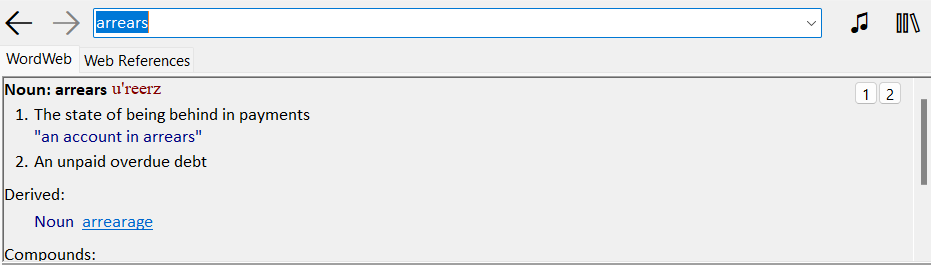 arrears
WordWeb Web References
Noun: arrears u'reerz 1 2
1. The state of being behind in payments
"an account in arrears"
2. An unpaid overdue debt
Derived:
Noun arrearage
Compounds: